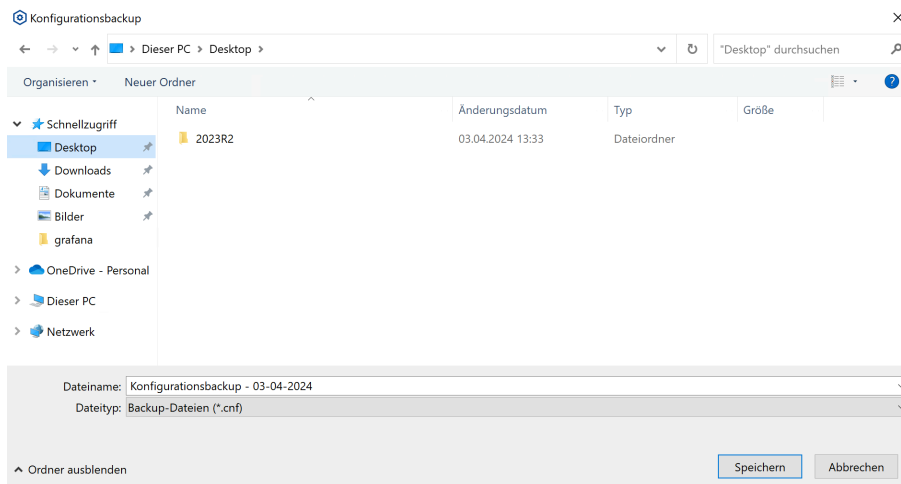 Konfigurationsbackup
Dieser PC Desktop "Desktop" durchsuchen
Organisieren Neuer Ordner ?
Name Änderungsdatum Typ Größe
Schnellzugriff
2023R2 03.04.2024 13:33 Dateiordner
Desktop
Downloads
Dokumente
Bilder
grafana
OneDrive - Personal
Dieser PC
Netzwerk
Dateiname: Konfigurationsbackup - 03-04-2024
Dateityp: Backup-Dateien (*.cnf)
Ordner ausblenden Speichern Abbrechen